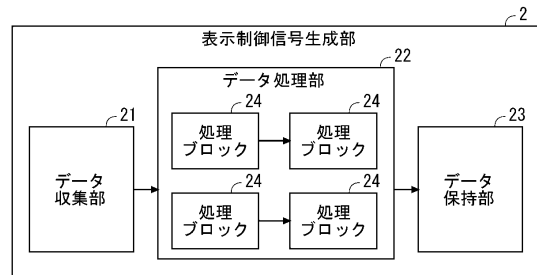 2
表示制御信号生成部
22
データ処理部
21
24
24
23
データ
収集部
処理
ブロック
処理
ブロック
データ
保持部
24
24
処理
ブロック
処理
ブロック